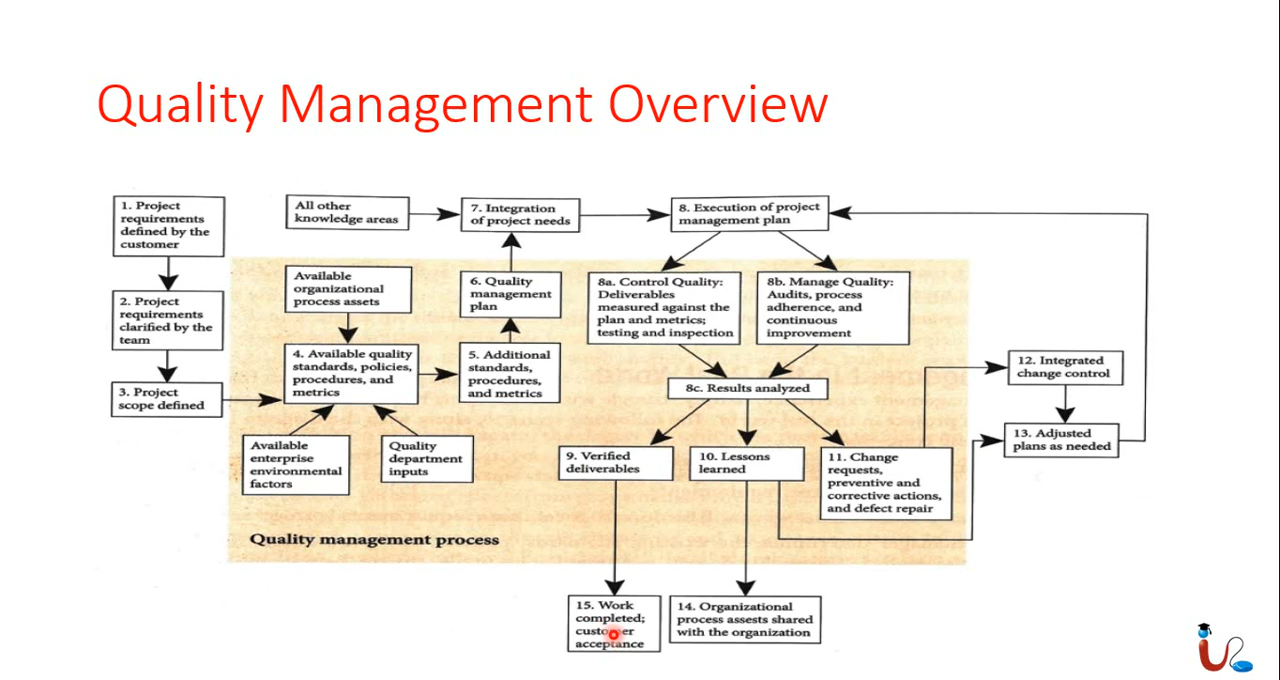 Quality Management Overview
1. Project
requirements
defined by the
customer
All other
knowledge areas
7. Integration
of project needs
8. Execution of project
management plan
Available
organizational
process assets
6. Quality
management
plan
8a. Control Quality:
Deliverables
measured against the
plan and metrics;
testing and inspection
8b. Manage Quality:
Audits, process
adherence, and
continuous
improvement
2. Project
requirements
clarified by the
team
4. Available quality
standards, policies,
procedures, and
metrics
5. Additional
standards,
procedures,
and metrics
8c. Results analyzed
12. Integrated
change control
3. Project
scope defined
13. Adjusted
plans as needed
Available
enterprise
environmental
factors
Quality
department
inputs
9. Verified
deliverables
10. Lessons
learned
11. Change
requests,
preventive and
corrective actions,
and defect repair
Quality management process
15. Work
completed;
customer
acceptance
14. Organizational
process assests shared
with the organization